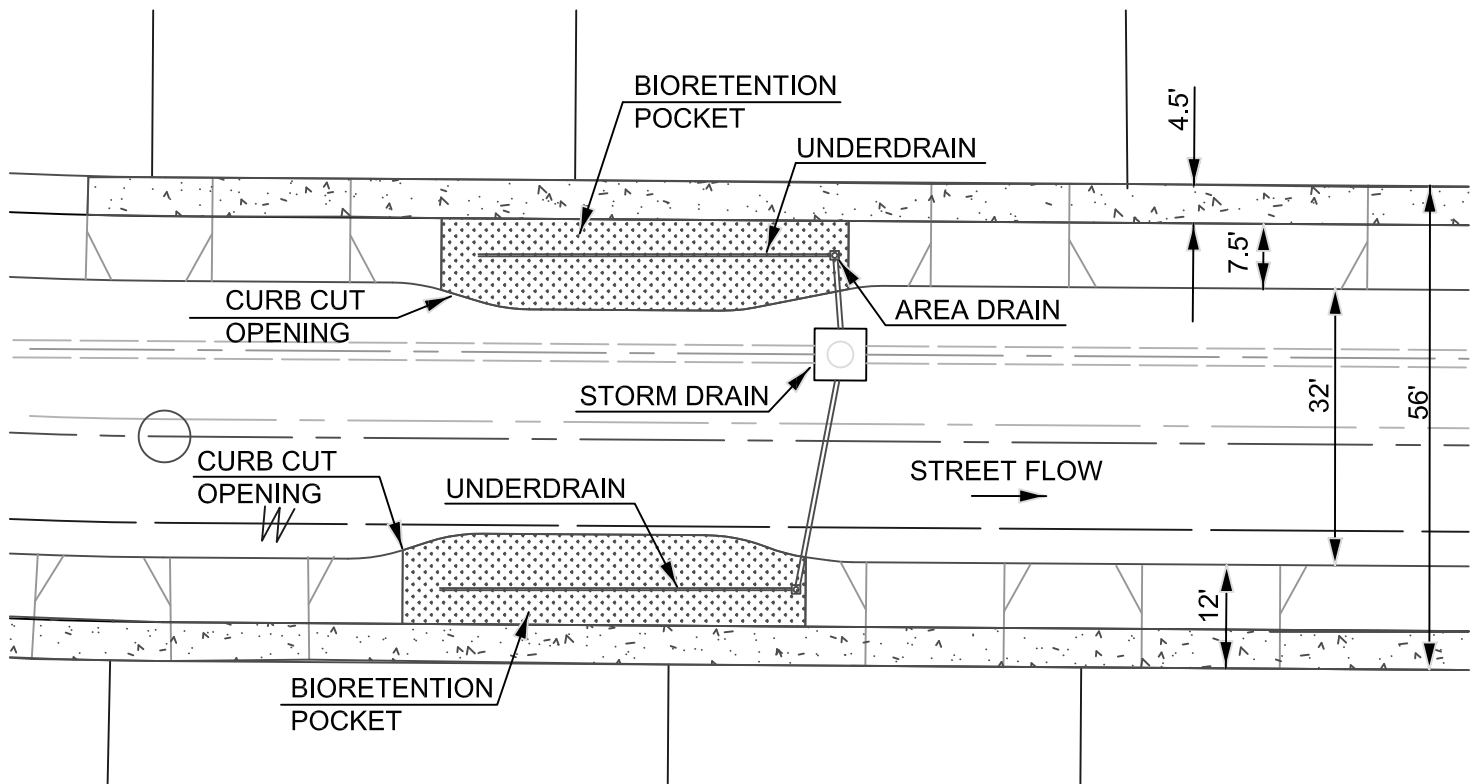 BIORETENTION
POCKET
4.5'
UNDERDRAIN
7.5'
CURB CUT
OPENING
AREA DRAIN
STORM DRAIN
32'
56'
CURB CUT
OPENING
UNDERDRAIN
STREET FLOW
12'
BIORETENTION
POCKET